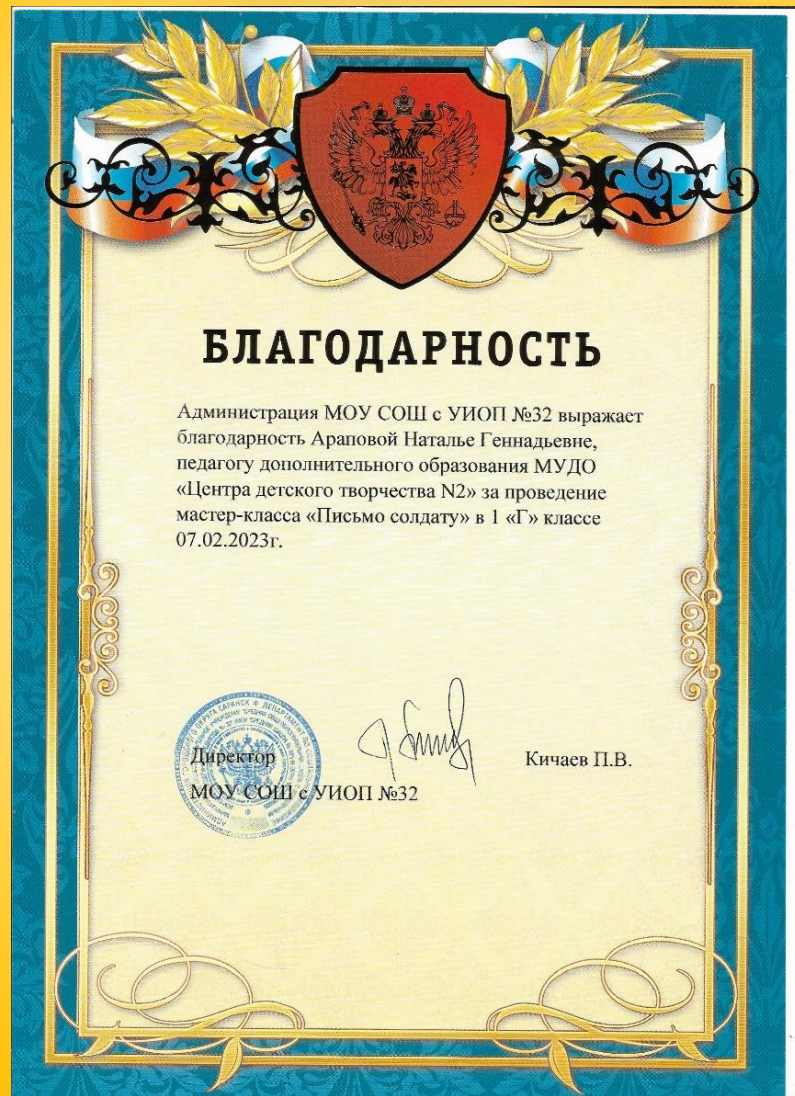 БЛАГОДАРНОСТЬ
Администрация МОУ СОШ с УИОП №32 выражает
благодарность Араповой Наталье Геннадьевне,
педагогу дополнительного образования МУДО
«Центра детского творчества N2» за проведение
мастер-класса «Письмо солдату» в 1 «Г» классе
07.02.2023г.
Директор
Кичаев П.В.
МОУ СОШ с УИОП №32